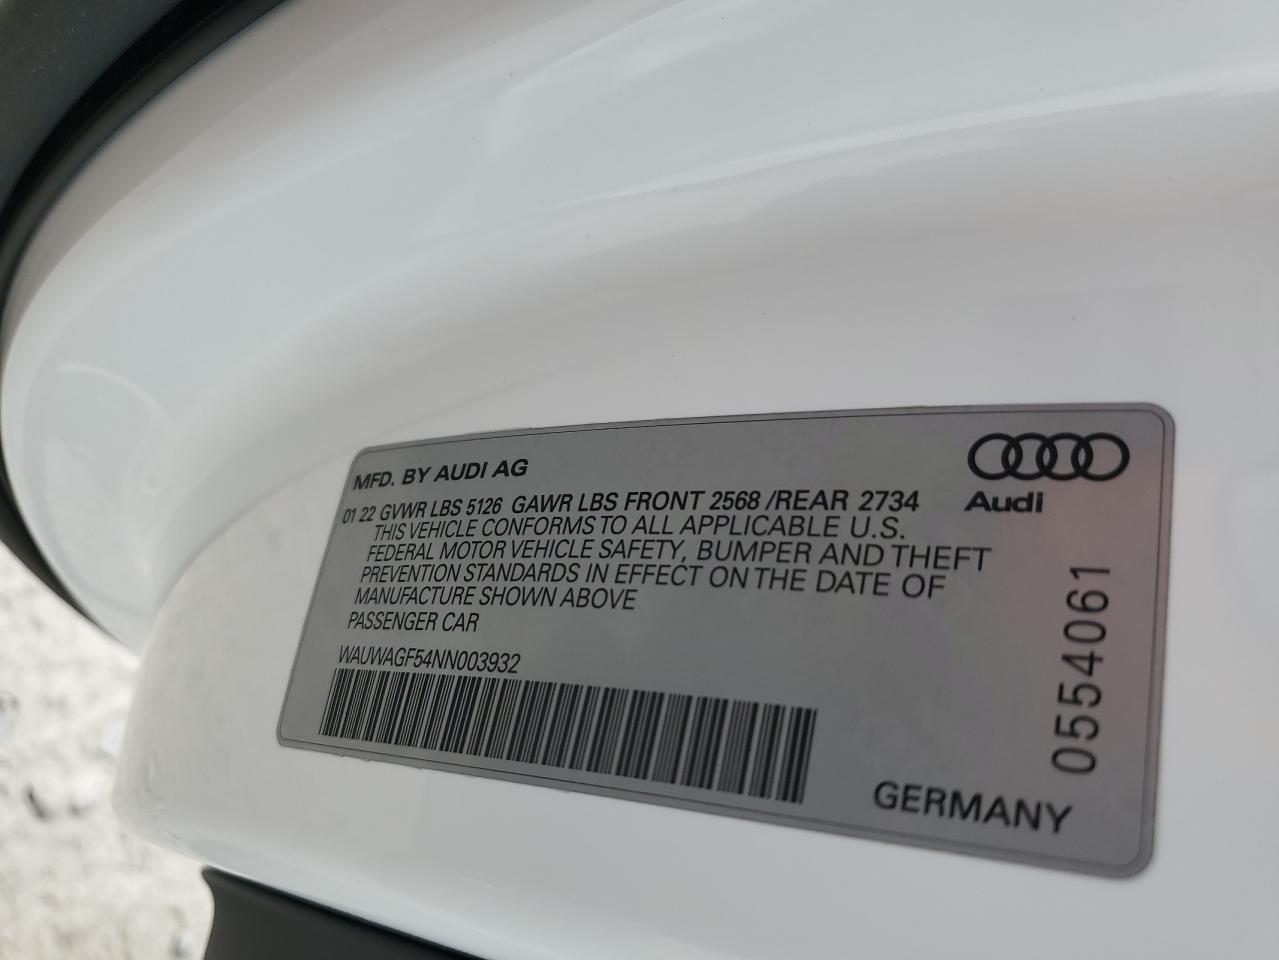 MFD. BY AUDI AG
Audi
01 22 GVWR LBS 5126 GAWR LBS FRONT 2568 /REAR 2734
THIS VEHICLE CONFORMS TO ALL APPLICABLE U.S.
FEDERAL MOTOR VEHICLE SAFETY, BUMPER AND THEFT
PREVENTION STANDARDS IN EFFECT ON THE DATE OF
MANUFACTURE SHOWN ABOVE
PASSENGER CAR
WAUWAGF54NN003932
0554061
GERMANY